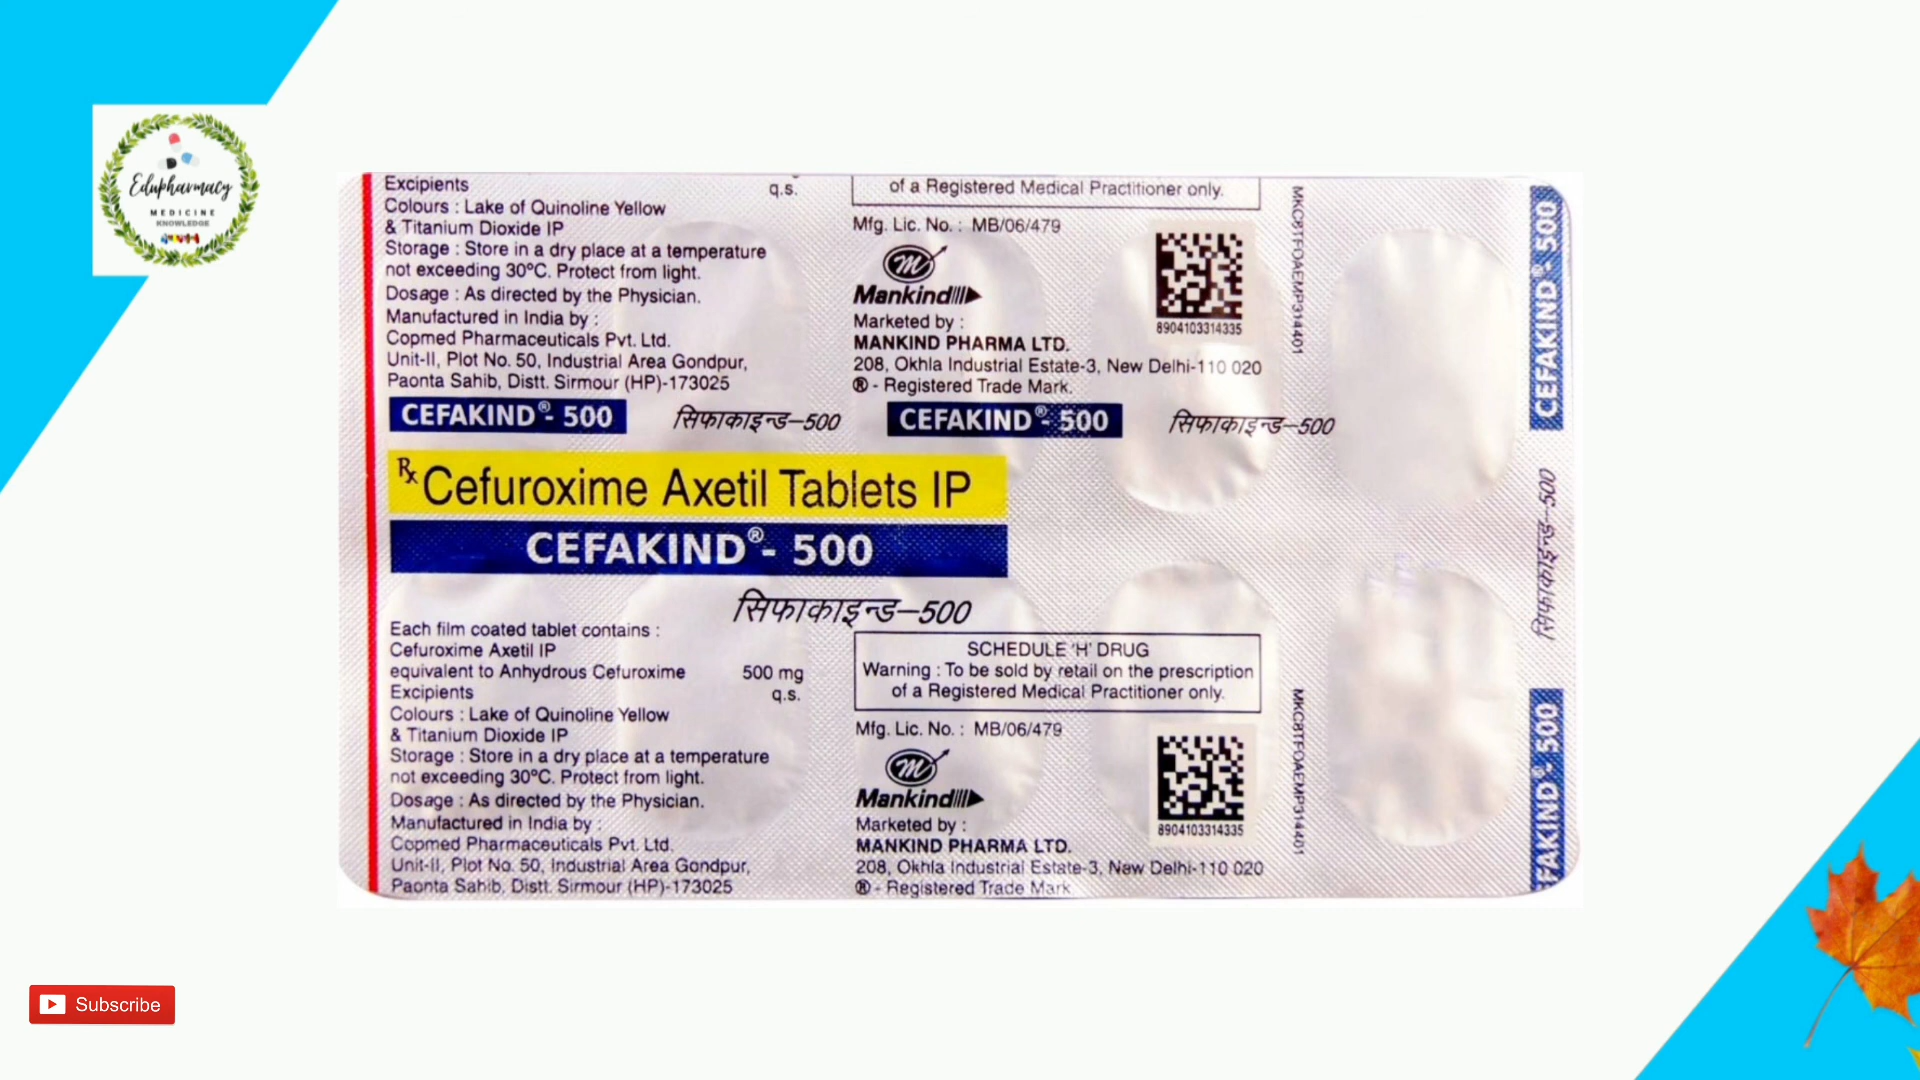 Edupharmacy
MEDICINE
KNOWLEDGE
Excipients q.s.
Colours : Lake of Quinoline Yellow
& Titanium Dioxide IP
Storage : Store in a dry place at a temperature
not exceeding 30°C. Protect from light.
Dosage : As directed by the Physician.
Manufactured in India by :
Copmed Pharmaceuticals Pvt. Ltd.
Unit-II, Plot No. 50, Industrial Area Gondpur,
Paonta Sahib, Distt. Sirmour (HP)-173025
of a Registered Medical Practitioner only.
Mfg. Lic. No. : MB/06/479
Mankind
8904103314335
Marketed by :
MANKIND PHARMA LTD.
208, Okhla Industrial Estate-3, New Delhi-110 020
® - Registered Trade Mark.
CEFAKIND®- 500 सिफाकाइन्ड–500 CEFAKIND®- 500 सिफाकाइन्ड–500
Rx Cefuroxime Axetil Tablets IP
CEFAKIND®- 500
सिफाकाइन्ड–500
Each film coated tablet contains :
Cefuroxime Axetil IP
equivalent to Anhydrous Cefuroxime 500 mg
Excipients q.s.
Colours : Lake of Quinoline Yellow
& Titanium Dioxide IP
Storage : Store in a dry place at a temperature
not exceeding 30°C. Protect from light.
Dosage : As directed by the Physician.
Manufactured in India by :
Copmed Pharmaceuticals Pvt. Ltd.
Unit-II, Plot No. 50, Industrial Area Gondpur,
Paonta Sahib, Distt. Sirmour (HP)-173025
SCHEDULE 'H' DRUG
Warning : To be sold by retail on the prescription
of a Registered Medical Practitioner only.
Mfg. Lic. No. : MB/06/479
Mankind
8904103314335
Marketed by :
MANKIND PHARMA LTD.
208, Okhla Industrial Estate-3, New Delhi-110 020
® - Registered Trade Mark
CEFAKIND®- 500
सिफाकाइन्ड–500
FAKIND®- 500
Subscribe